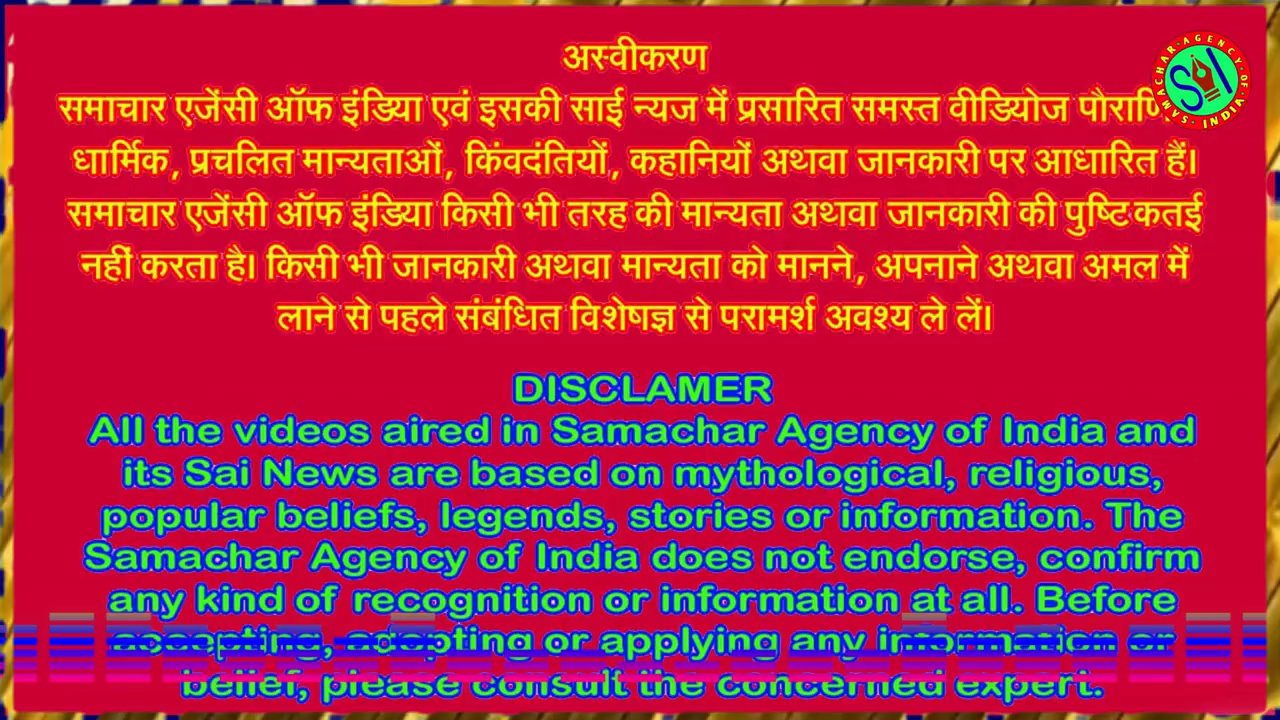 अस्वीकरण
समाचार एजेंसी ऑफ इंडिया एवं इसकी साई न्यज में प्रसारित समस्त वीडियोज
धार्मिक, प्रचलित मान्यताओं, किंवदंतियों, कहानियों अथवा जानकारी पर आधारित हैं।
समाचार एजेंसी ऑफ इंडिया किसी भी तरह की मान्यता अथवा जानकारी की पुष्टि कतई
नहीं करता है। किसी भी जानकारी अथवा मान्यता को मानने, अपनाने अथवा अमल में
लाने से पहले संबंधित विशेषज्ञ से परामर्श अवश्य ले लें।
SAMACHAR AGENCY OF INDIA
SAI
DISCLAMER
All the videos aired in Samachar Agency of India and
its Sai News are based on mythological, religious,
popular beliefs, legends, stories or information. The
Samachar Agency of India does not endorse, confirm
any kind of recognition or information at all. Before
accepting, adopting or applying any information or
belief, please consult the concerned expert.